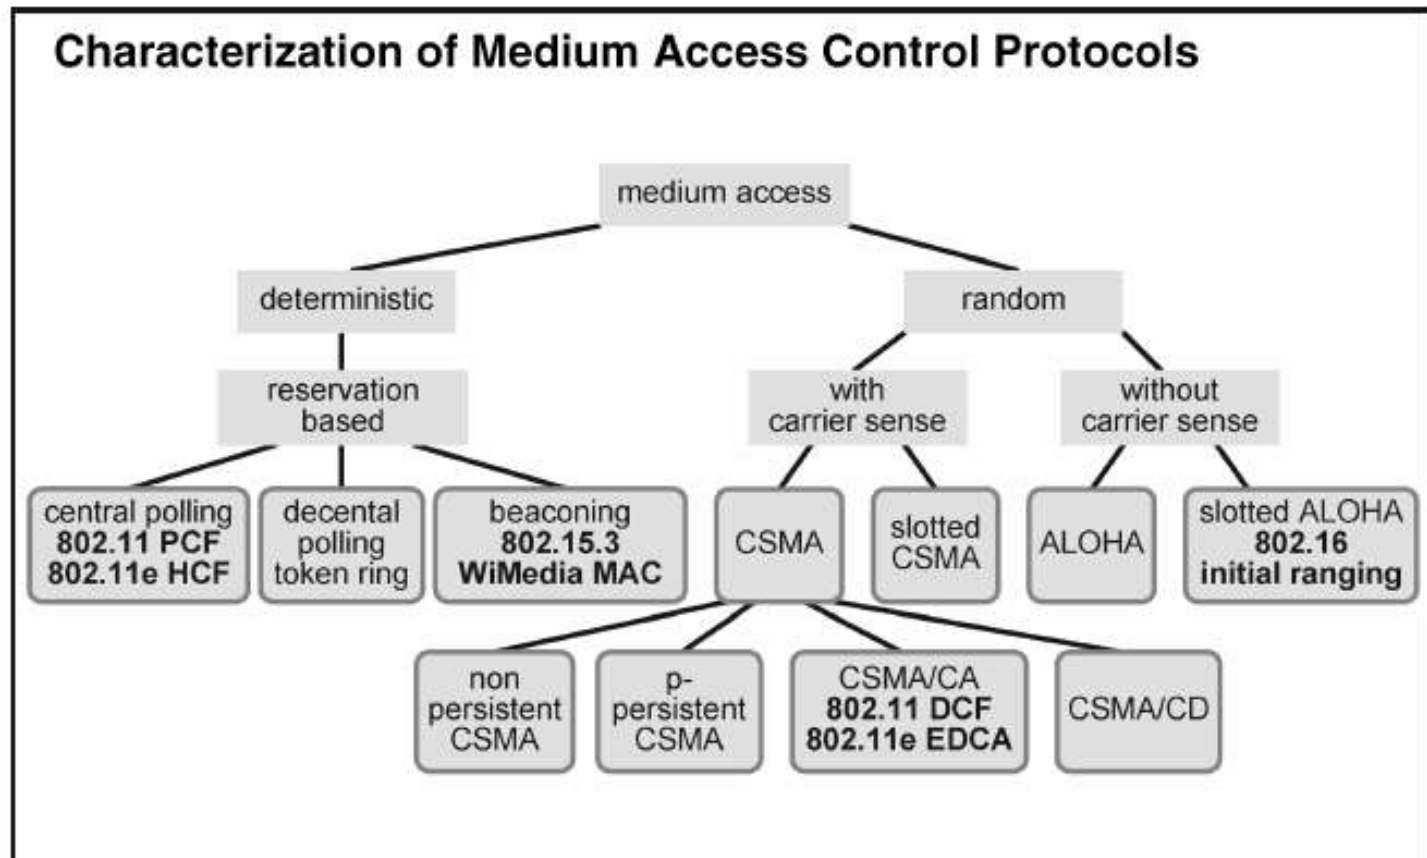 Characterization of Medium Access Control Protocols
medium access
deterministic
random
reservation
based
with
carrier sense
without
carrier sense
central polling
802.11 PCF
802.11e HCF
decental
polling
token ring
beaconing
802.15.3
WiMedia MAC
CSMA
slotted
CSMA
ALOHA
slotted ALOHA
802.16
initial ranging
non
persistent
CSMA
p-
persistent
CSMA
CSMA/CA
802.11 DCF
802.11e EDCA
CSMA/CD